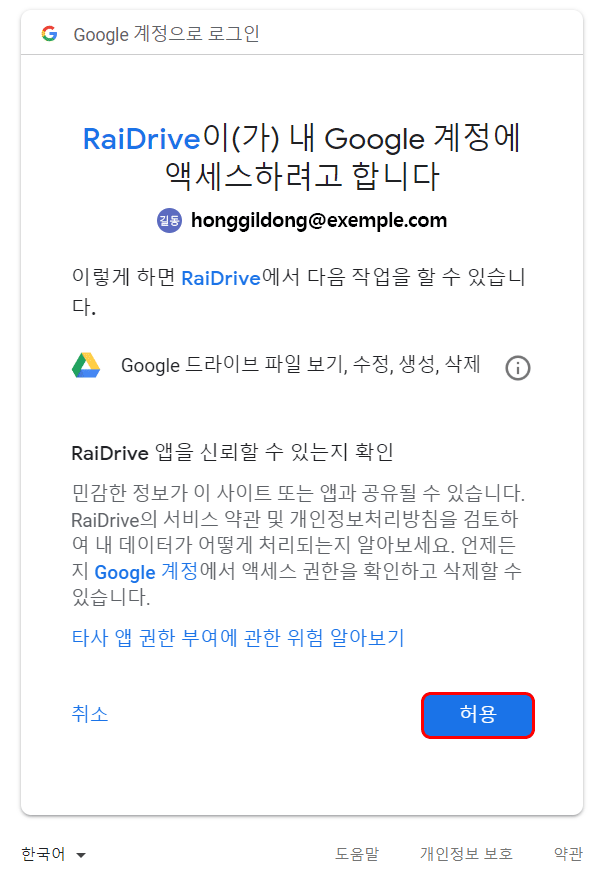 Google 계정으로 로그인
RaiDrive이(가) 내 Google 계정에
액세스하려고 합니다
길동 honggildong@exemple.com
이렇게 하면 RaiDrive에서 다음 작업을 할 수 있습니
다.
Google 드라이브 파일 보기, 수정, 생성, 삭제
RaiDrive 앱을 신뢰할 수 있는지 확인
민감한 정보가 이 사이트 또는 앱과 공유될 수 있습니다.
RaiDrive의 서비스 약관 및 개인정보처리방침을 검토하
여 내 데이터가 어떻게 처리되는지 알아보세요. 언제든
지 Google 계정에서 액세스 권한을 확인하고 삭제할 수
있습니다.
타사 앱 권한 부여에 관한 위험 알아보기
취소 허용
한국어 도움말 개인정보 보호 약관